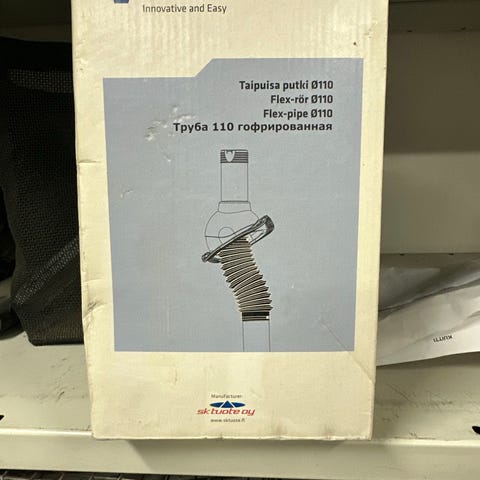 Innovative and Easy
Taipuisa putki Ø110
Flex-rör Ø110
Flex-pipe Ø110
Труба 110 гофрированная
Manufacturer
sk tuote oy
www.sktuote.fi
KURTTI